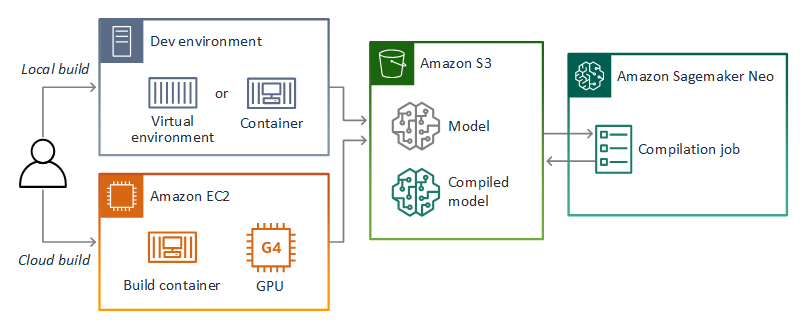 Local build
Dev environment
Virtual
environment
or
Container
Amazon EC2
Cloud build
Build container
G4
GPU
Amazon S3
Model
Compiled
model
Amazon Sagemaker Neo
Compilation job